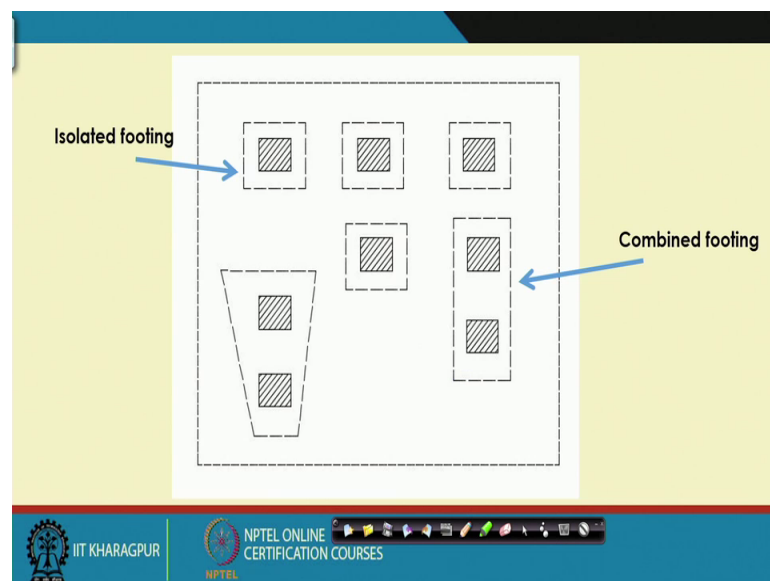 Isolated footing
Combined footing
IIT KHARAGPUR
NPTEL
NPTEL ONLINE
CERTIFICATION COURSES